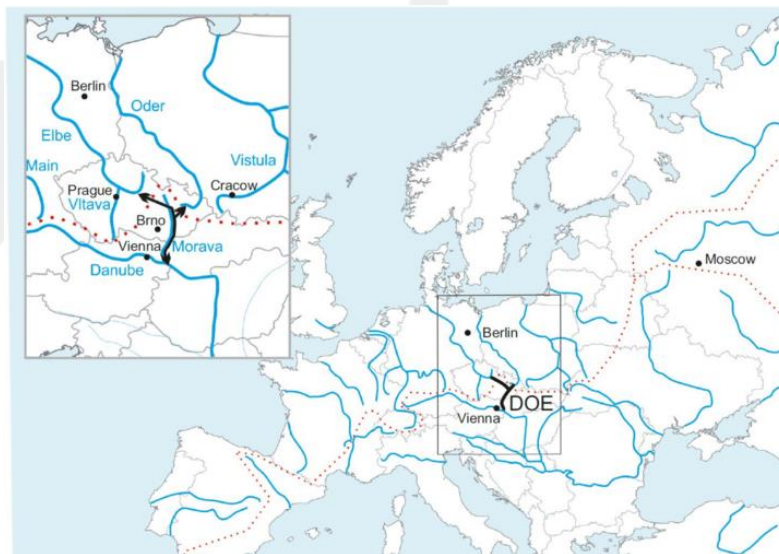 Berlin
Oder
Elbe
Main
Vistula
Prague
Cracow
Vltava
Brno
Vienna
Morava
Danube
Moscow
Berlin
DOE
Vienna